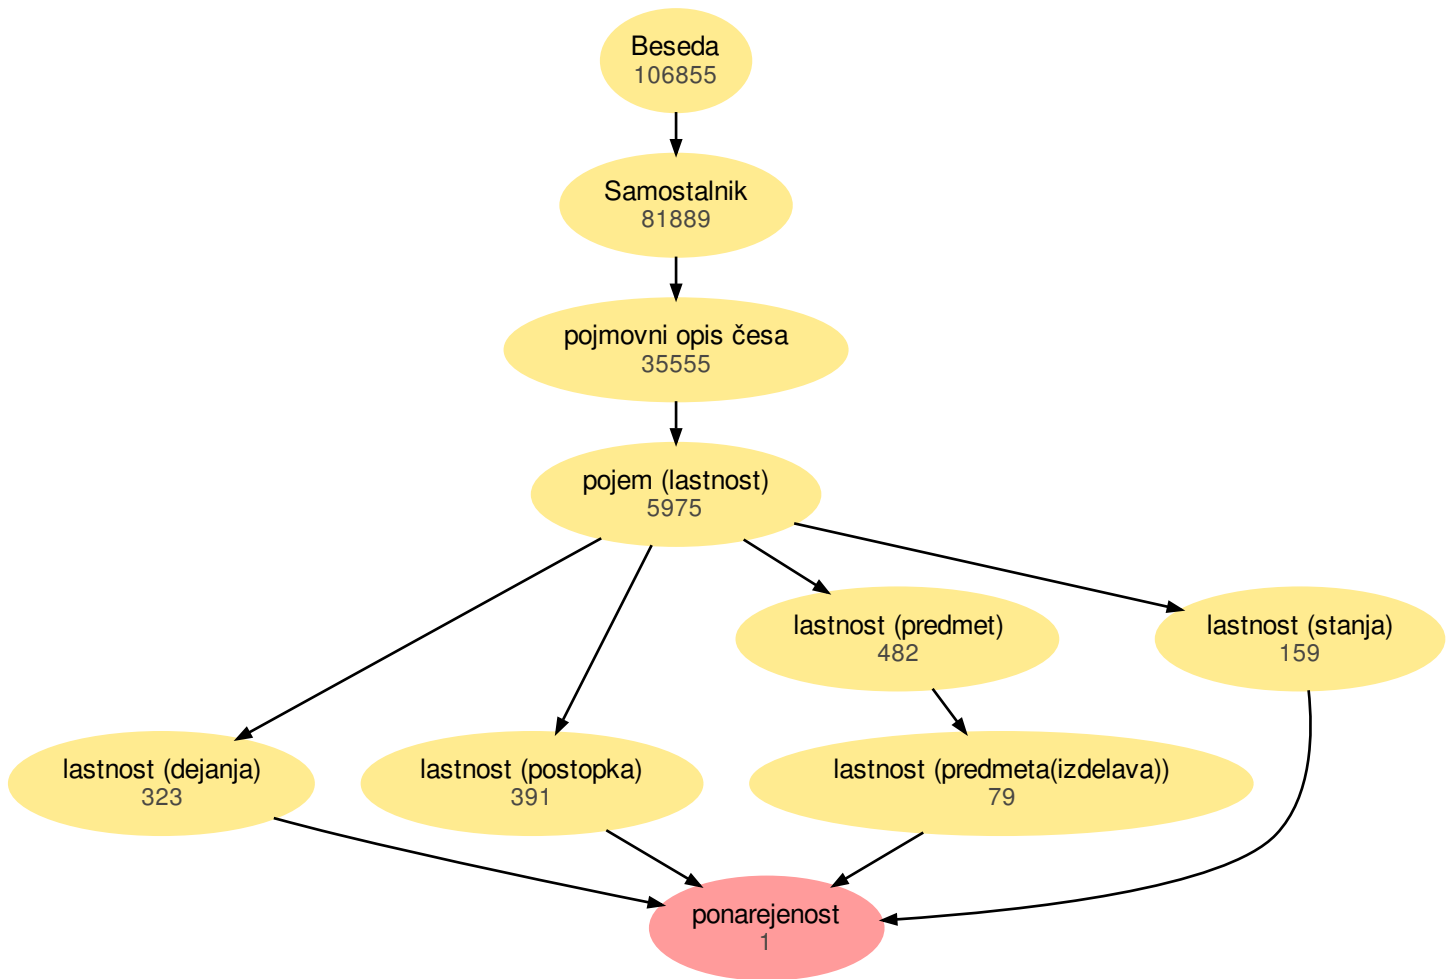 Beseda
106855
Samostalnik
81889
pojmovni opis česa
35555
pojem (lastnost)
5975
lastnost (predmet)
482
lastnost (stanja)
159
lastnost (dejanja)
323
lastnost (postopka)
391
lastnost (predmeta(izdelava))
79
ponarejenost
1